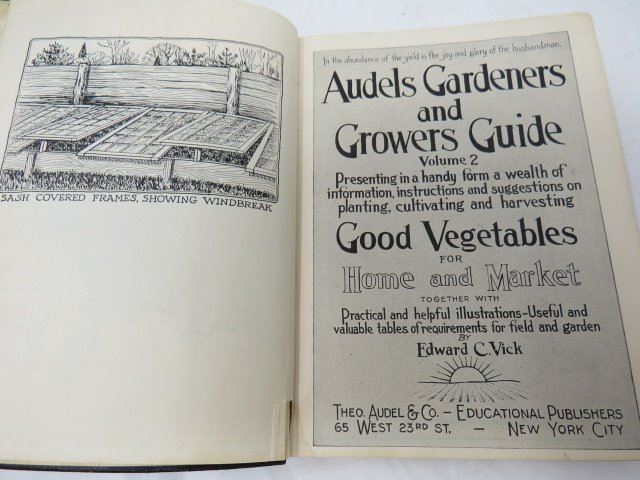 SASH COVERED FRAMES, SHOWING WINDBREAK
In the abundance of the yield is the joy and glory of the husbandman.
Audels Gardeners
and
Growers Guide
Volume 2
Presenting in a handy form a wealth of
information, instructions and suggestions on
planting, cultivating and harvesting
Good Vegetables
FOR
Home and Market
TOGETHER WITH
Practical and helpful illustrations-Useful and
valuable tables of requirements for field and garden
BY
Edward C. Vick
THEO. AUDEL & CO. - EDUCATIONAL PUBLISHERS
65 WEST 23RD ST. - NEW YORK CITY